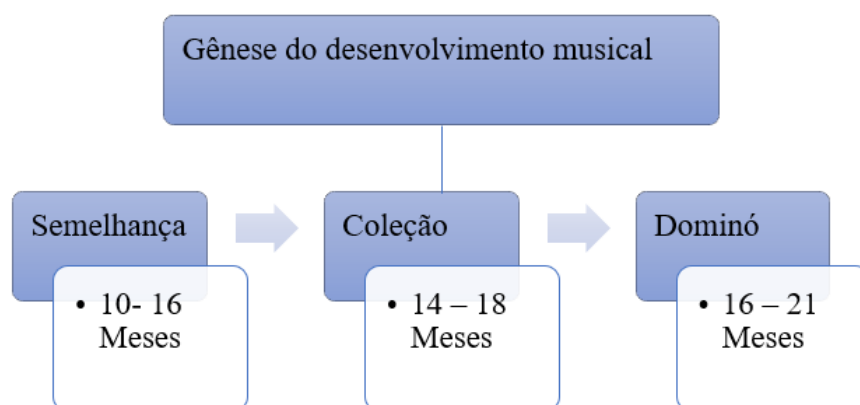 Gênese do desenvolvimento musical
Semelhança
• 10- 16
Meses
Coleção
• 14 – 18
Meses
Dominó
• 16 – 21
Meses